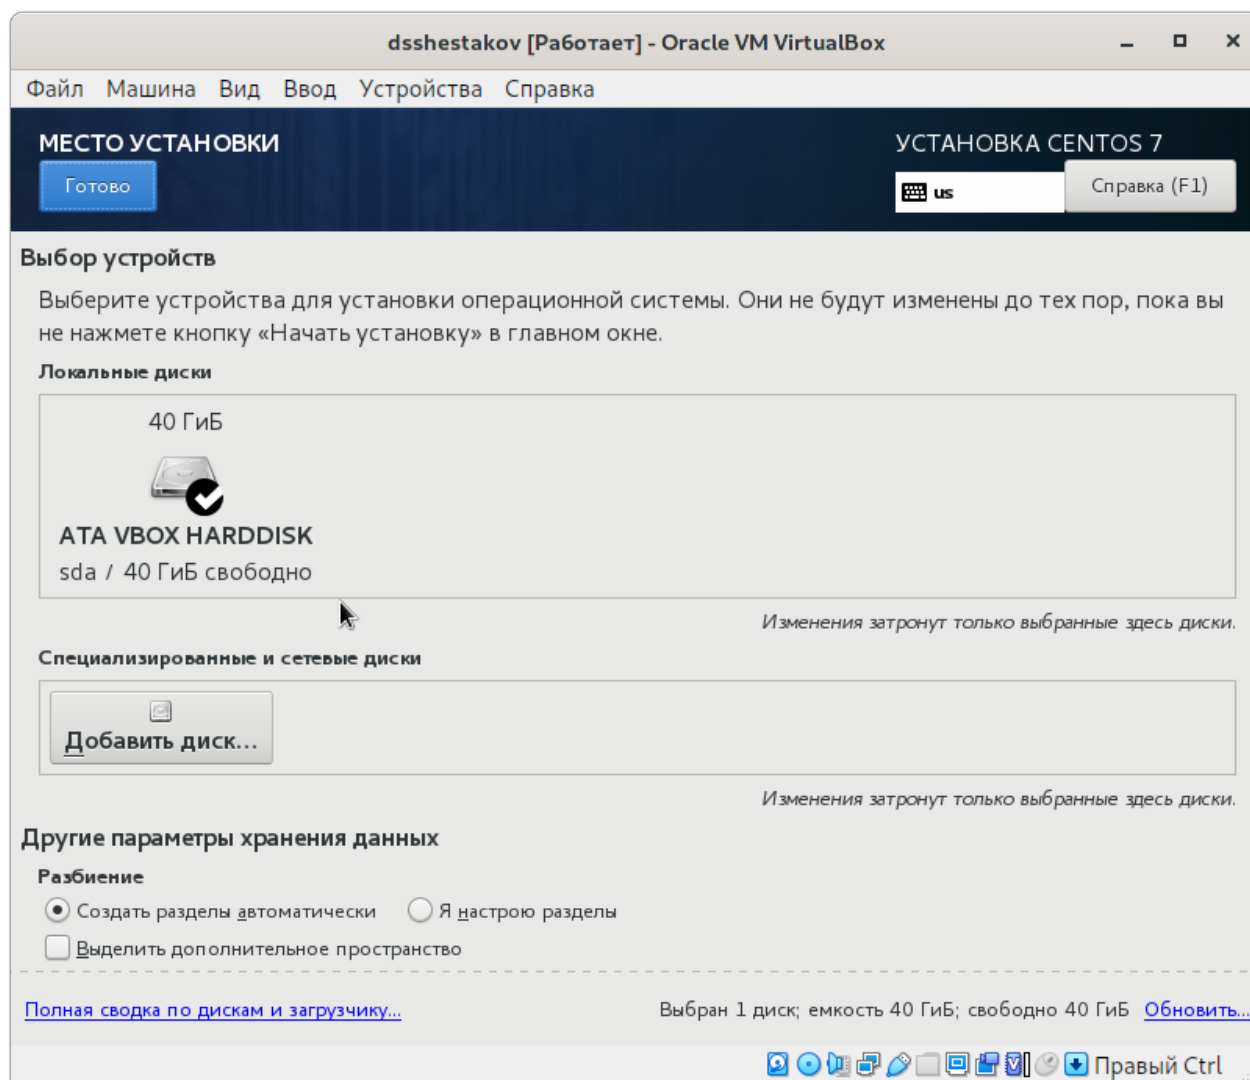 dsshestakov [Работает] - Oracle VM VirtualBox
Файл Машина Вид Ввод Устройства Справка
МЕСТО УСТАНОВКИ
УСТАНОВКА CENTOS 7
Готово
us
Справка (F1)
Выбор устройств
Выберите устройства для установки операционной системы. Они не будут изменены до тех пор, пока вы
не нажмете кнопку «Начать установку» в главном окне.
Локальные диски
40 ГиБ
ATA VBOX HARDDISK
sda / 40 ГиБ свободно
Изменения затронут только выбранные здесь диски.
Специализированные и сетевые диски
Добавить диск...
Изменения затронут только выбранные здесь диски.
Другие параметры хранения данных
Разбиение
Создать разделы автоматически Я настрою разделы
Выделить дополнительное пространство
Полная сводка по дискам и загрузчику... Выбран 1 диск; емкость 40 ГиБ; свободно 40 ГиБ Обновить...
Правый Ctrl